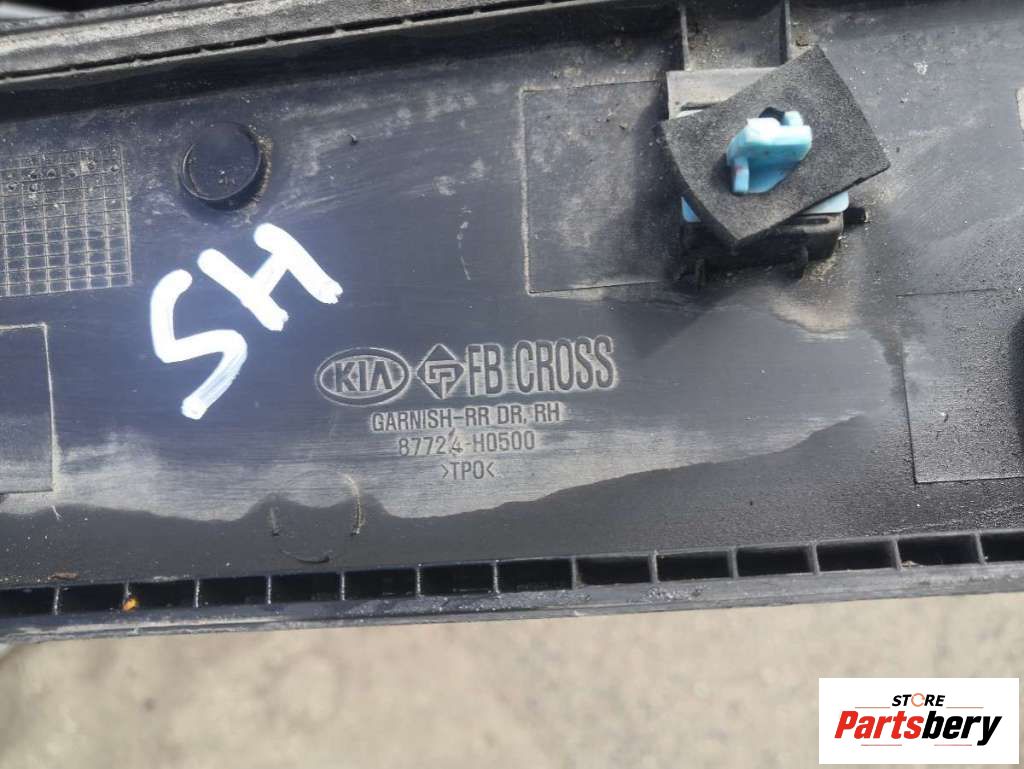 SH
KIA FB CROSS
GARNISH-RR DR, RH
87724-H0500
>TPO<
STORE
Partsbery